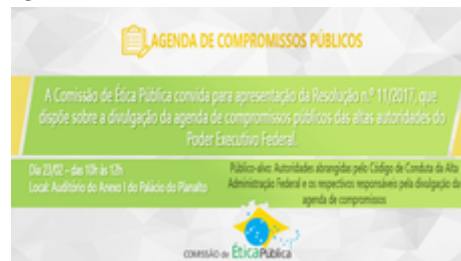 AGENDA DE COMPROMISSOS PÚBLICOS
A Comissão de Ética Pública convida para apresentação da Resolução n.º 11/2017, que
dispõe sobre a divulgação da agenda de compromissos públicos das altas autoridades do
Poder Executivo Federal.
Dia 23/02 – das 10h às 12h
Local: Auditório do Anexo I do Palácio do Planalto
Público-alvo: Autoridades abrangidas pelo Código de Conduta da Alta
Administração Federal e os respectivos responsáveis pela divulgação da
agenda de compromissos
COMISSÃO DE ÉticaPública